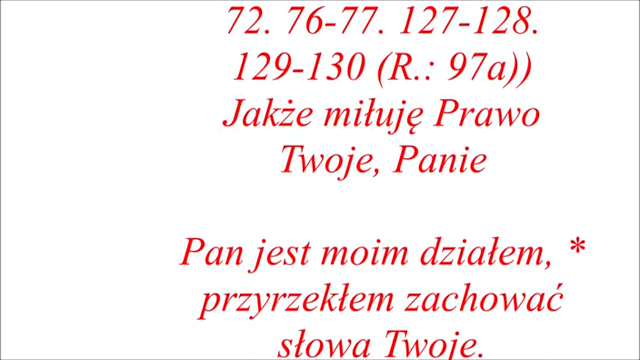 72. 76-77. 127-128.
129-130 (R.: 97a))
Jakże miłuję Prawo
Twoje, Panie
Pan jest moim działem, *
przyrzekłem zachować
słowa Twoje.